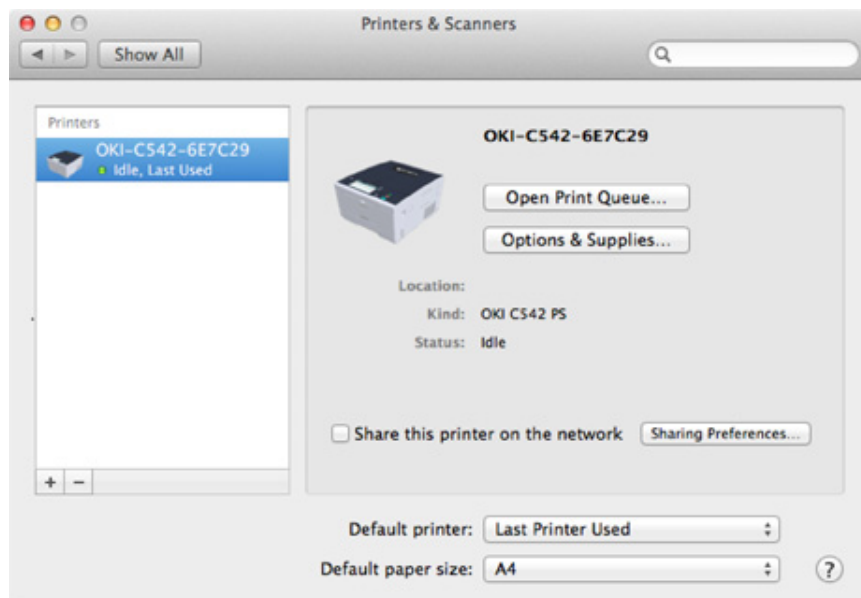 Printers & Scanners
Show All
Printers
OKI-C542-6E7C29
Idle, Last Used
OKI-C542-6E7C29
Open Print Queue...
Options & Supplies...
Location:
Kind: OKI C542 PS
Status: Idle
Share this printer on the network Sharing Preferences...
+ −
Default printer: Last Printer Used
Default paper size: A4 ?